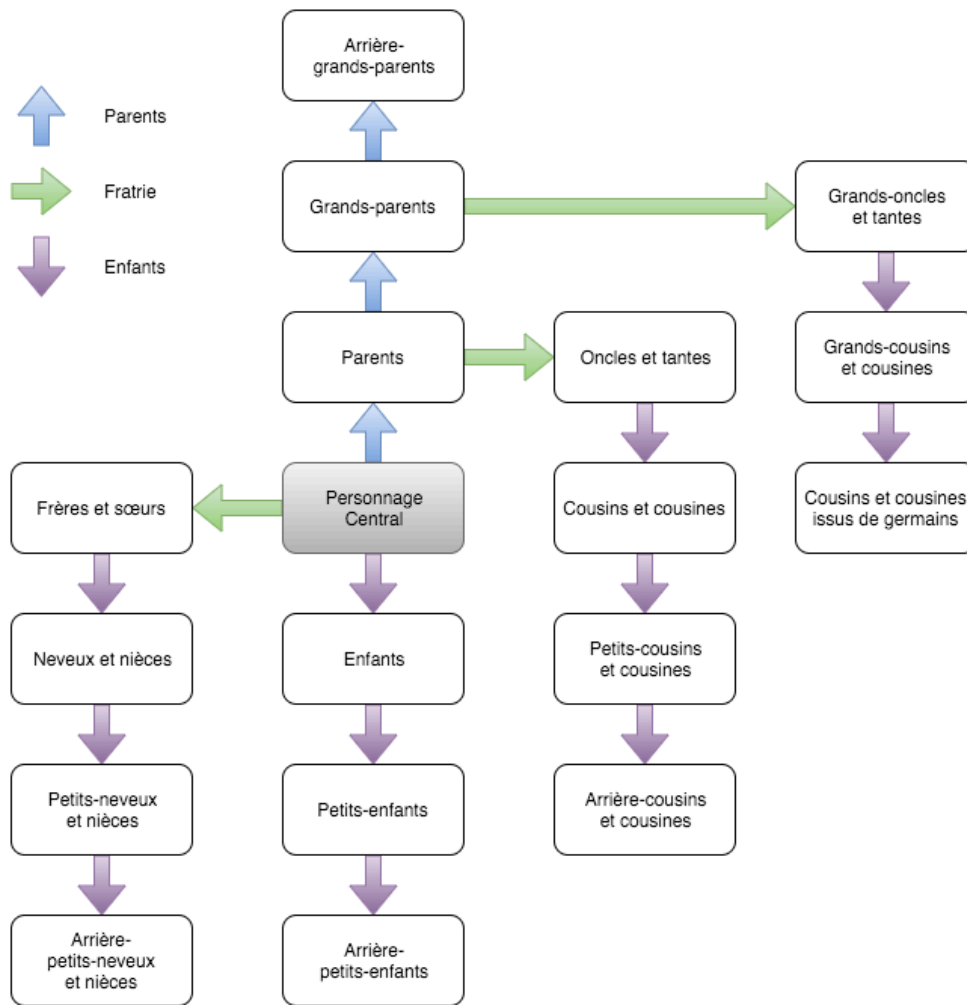 Arrière-
grands-parents
Parents
Fratrie
Enfants
Grands-parents
Grands-oncles
et tantes
Parents
Oncles et tantes
Grands-cousins
et cousines
Frères et sœurs
Personnage
Central
Cousins et cousines
Cousins et cousines
issus de germains
Neveux et nièces
Enfants
Petits-cousins
et cousines
Petits-neveux
et nièces
Petits-enfants
Arrière-cousins
et cousines
Arrière-
petits-neveux
et nièces
Arrière-
petits-enfants